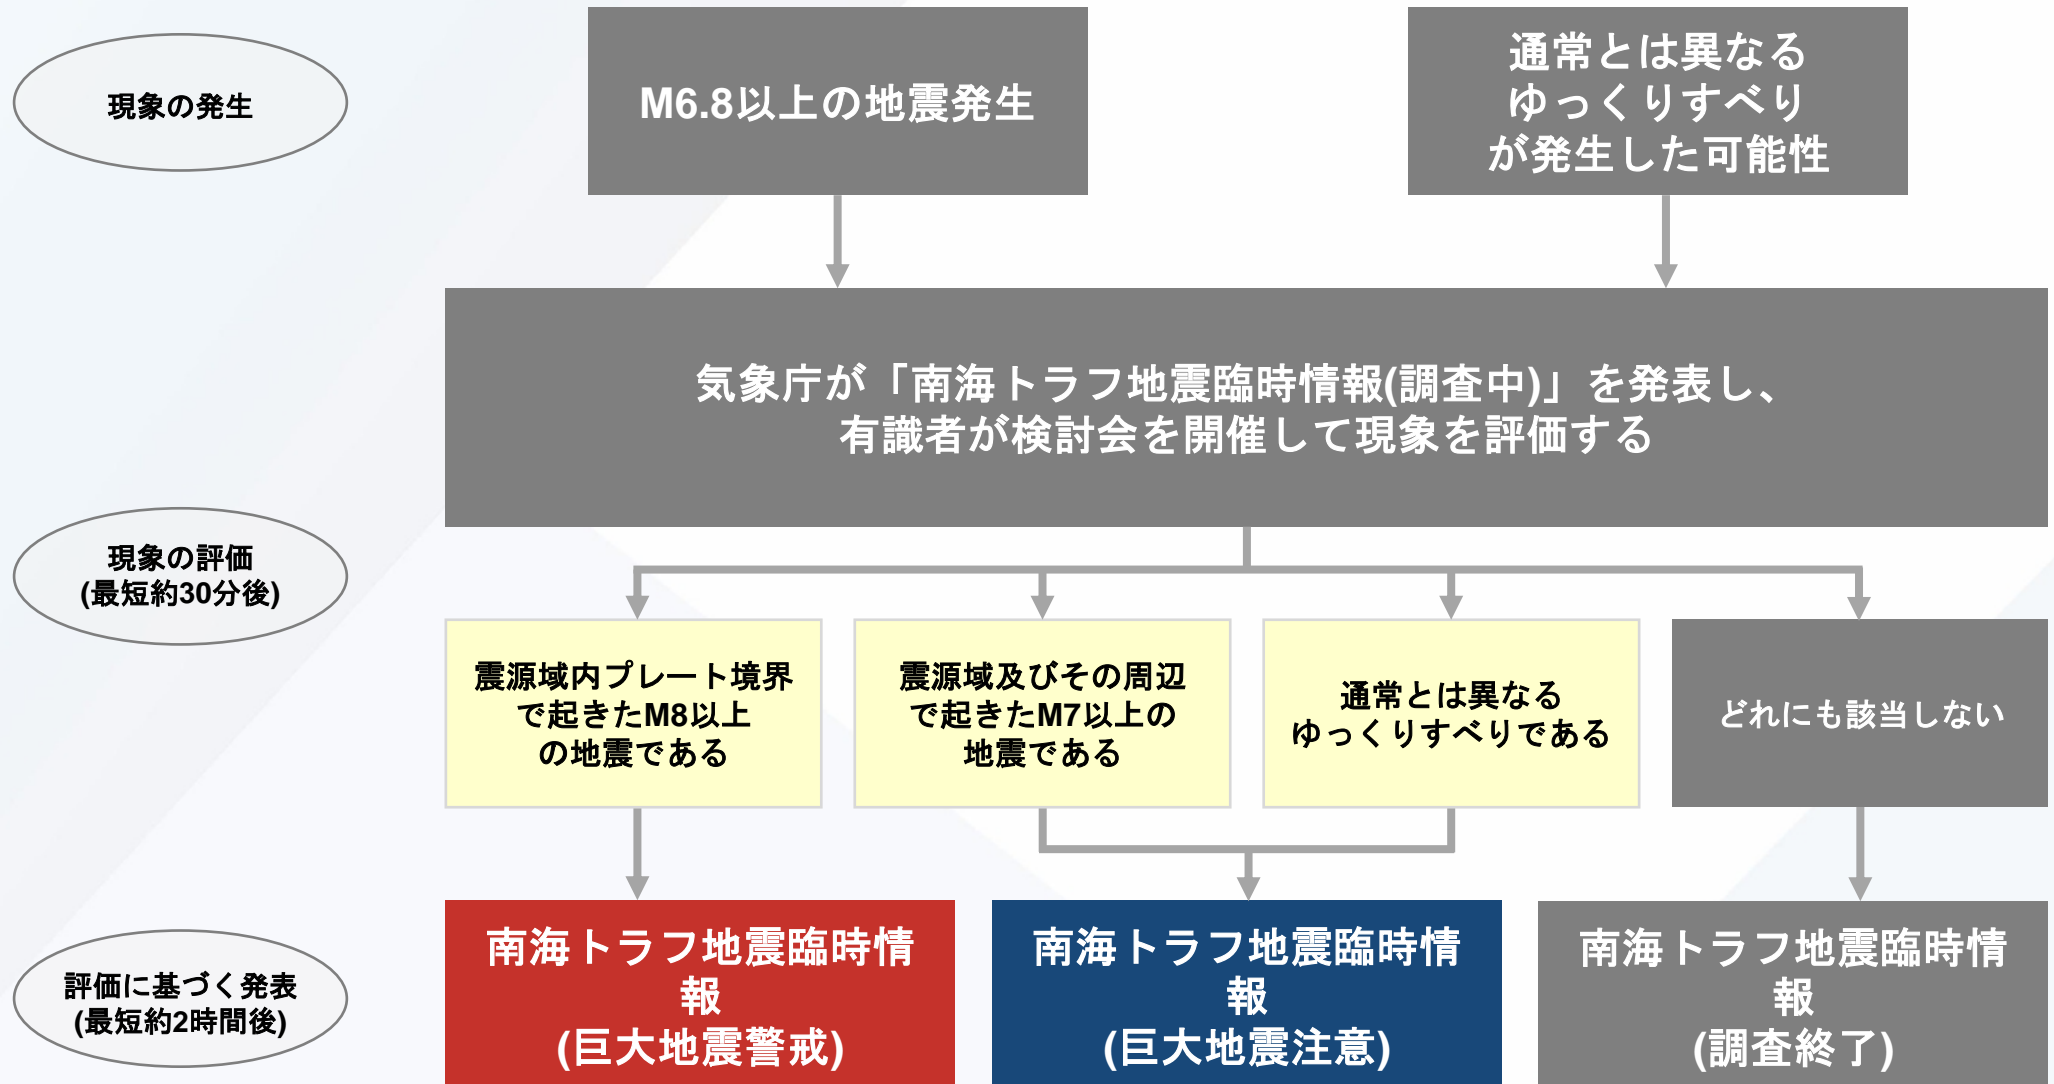 現象の発生
M6.8以上の地震発生
通常とは異なる
ゆっくりすべり
が発生した可能性
気象庁が「南海トラフ地震臨時情報(調査中)」を発表し、
有識者が検討会を開催して現象を評価する
現象の評価
(最短約30分後)
震源域内プレート境界
で起きたM8以上
の地震である
震源域及びその周辺
で起きたM7以上の
地震である
通常とは異なる
ゆっくりすべりである
どれにも該当しない
評価に基づく発表
(最短約2時間後)
南海トラフ地震臨時情
報
(巨大地震警戒)
南海トラフ地震臨時情
報
(巨大地震注意)
南海トラフ地震臨時情
報
(調査終了)